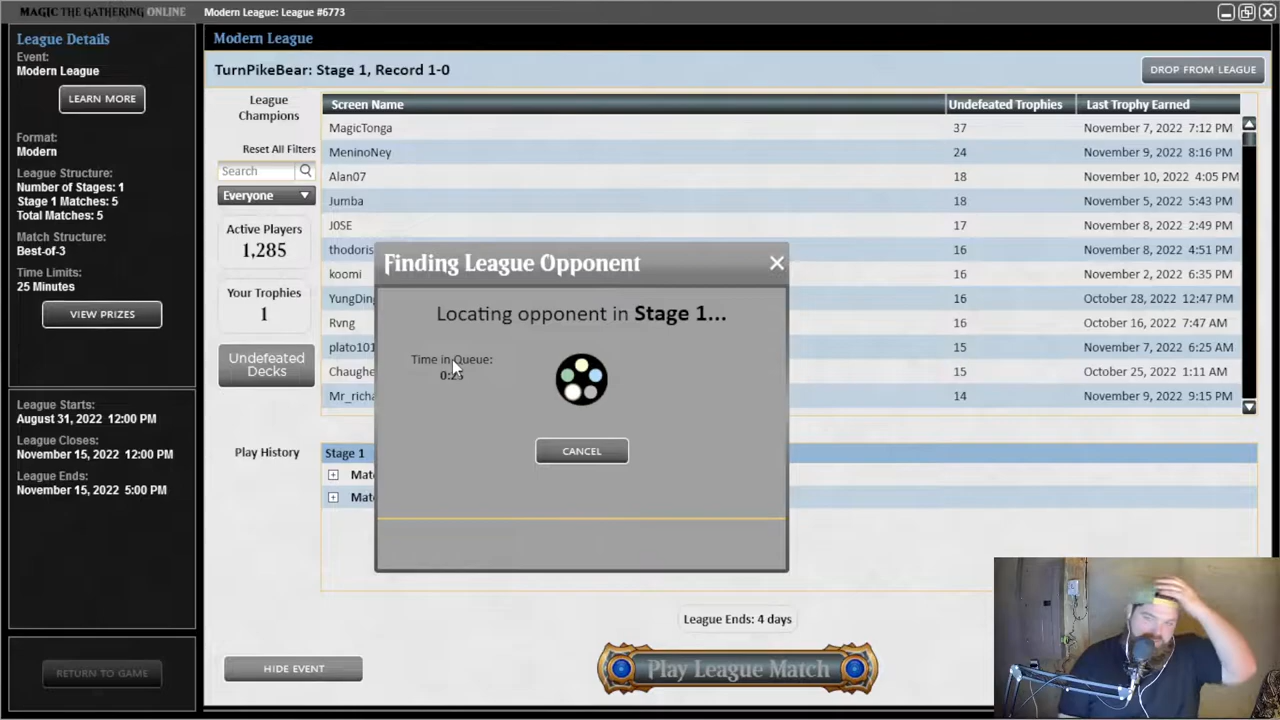 MAGIC THE GATHERING ONLINE
Modern League: League #6773
League Details
Event:
Modern League
LEARN MORE
Format:
Modern
League Structure:
Number of Stages: 1
Stage 1 Matches: 5
Total Matches: 5
Match Structure:
Best-of-3
Time Limits:
25 Minutes
VIEW PRIZES
League Starts:
August 31, 2022 12:00 PM
League Closes:
November 15, 2022 12:00 PM
League Ends:
November 15, 2022 5:00 PM
RETURN TO GAME
Modern League
TurnPikeBear: Stage 1, Record 1-0
DROP FROM LEAGUE
League
Champions
Reset All Filters
Search
Everyone
Active Players
1,285
Your Trophies
1
Undefeated
Decks
Screen Name Undefeated Trophies Last Trophy Earned
MagicTonga 37 November 7, 2022 7:12 PM
MeninoNey 24 November 9, 2022 8:16 PM
Alan07 18 November 10, 2022 4:05 PM
Jumba 18 November 5, 2022 5:43 PM
J0SE 17 November 8, 2022 2:49 PM
thodoris 16 November 8, 2022 4:51 PM
koomi 16 November 2, 2022 6:35 PM
YungDing 16 October 28, 2022 12:47 PM
Rvng 16 October 16, 2022 7:47 AM
plato101 15 November 7, 2022 6:25 AM
Chaughe 15 October 25, 2022 1:11 AM
Mr_richa 14 November 9, 2022 9:15 PM
Finding League Opponent
Locating opponent in Stage 1...
Time in Queue:
CANCEL
Play History
Stage 1
Mat
Mat
League Ends: 4 days
HIDE EVENT
Play League Match